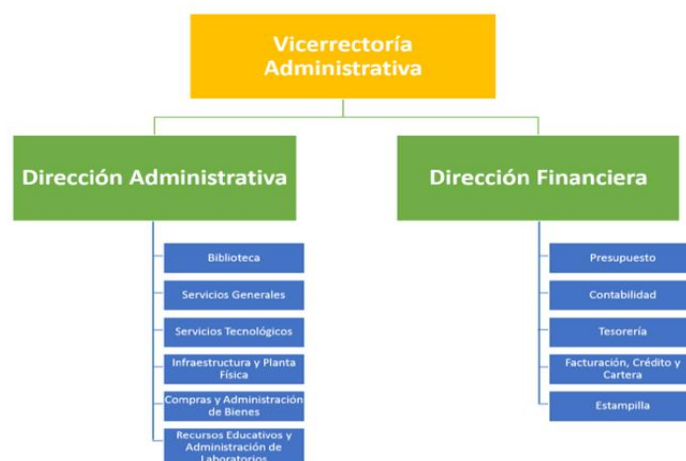 Vicerrectoría
Administrativa
Dirección Administrativa
Dirección Financiera
Biblioteca
Servicios Generales
Servicios Tecnológicos
Infraestructura y Planta
Física
Compras y Administración
de Bienes
Recursos Educativos y
Administración de
Laboratorios
Presupuesto
Contabilidad
Tesorería
Facturación, Crédito y
Cartera
Estampilla